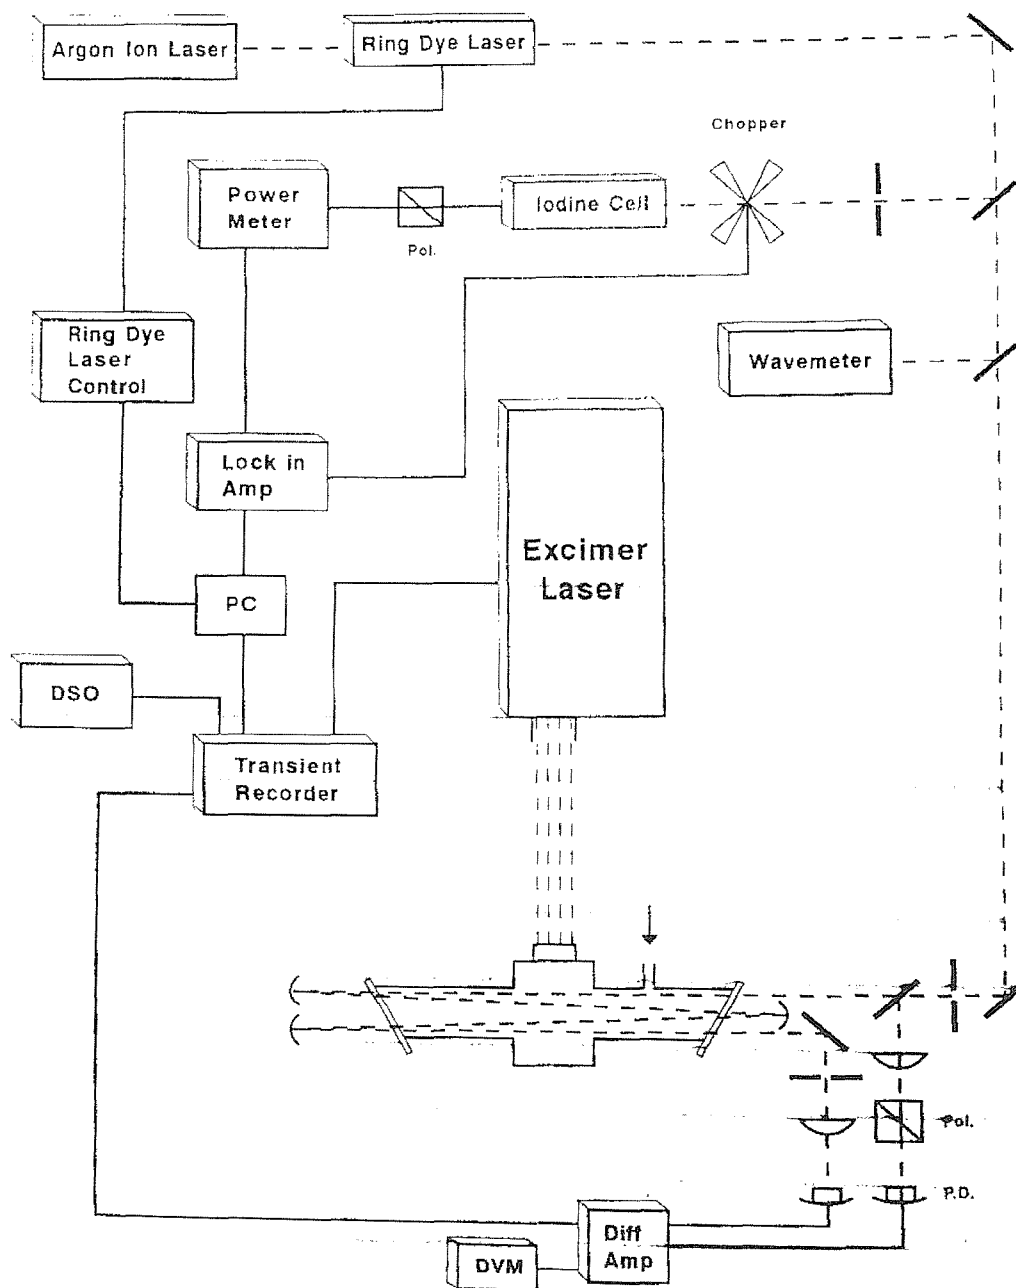 Argon Ion Laser
Ring Dye Laser
Chopper
Power
Meter
Iodine Cell
Pol.
Ring Dye
Laser
Control
Wavemeter
Lock in
Amp
Excimer
Laser
PC
DSO
Transient
Recorder
Pol.
P.D.
Diff
Amp
DVM